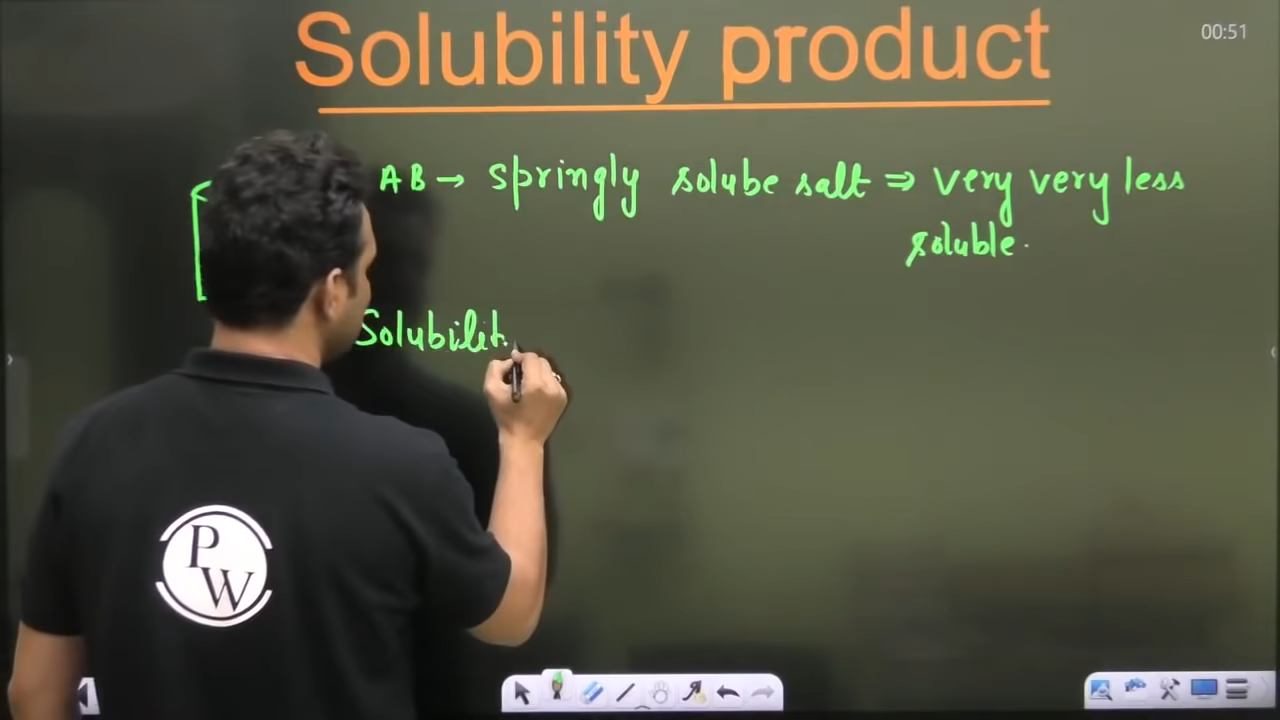 Solubility product
00:51
AB → springly solube salt ⇒ very very less
soluble.
Solubilit
P
W